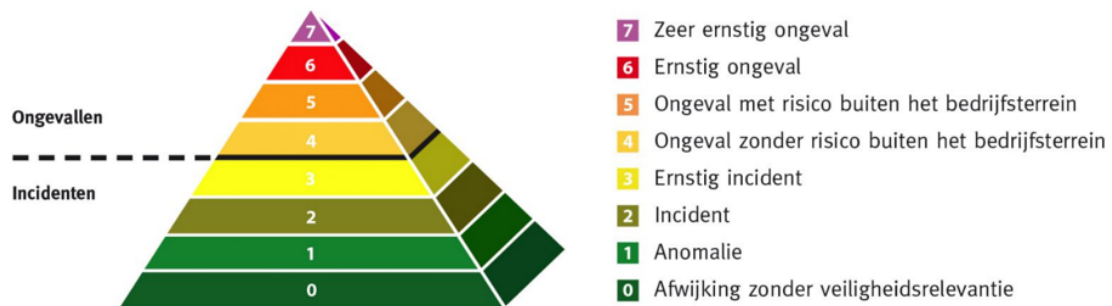 7 Zeer ernstig ongeval
6 Ernstig ongeval
5 Ongeval met risico buiten het bedrijfsterrein
4 Ongeval zonder risico buiten het bedrijfsterrein
3 Ernstig incident
2 Incident
1 Anomalie
0 Afwijking zonder veiligheidsrelevantie
Ongevallen
Incidenten
7
6
5
4
3
2
1
0